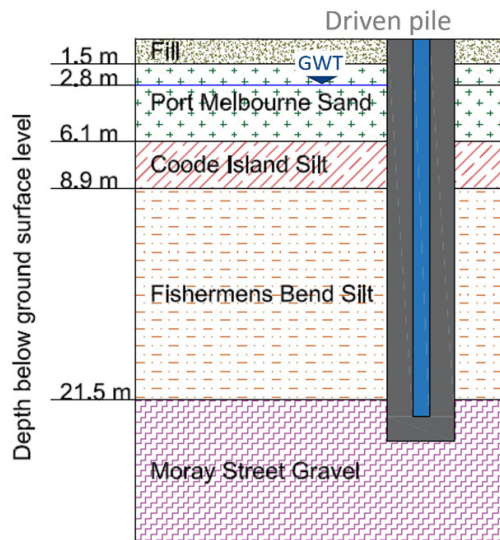 Driven pile
Fill
1.5 m
GWT
2.8 m
Port Melbourne Sand
6.1 m
Coode Island Silt
8.9 m
Fishermens Bend Silt
21.5 m
Moray Street Gravel
Depth below ground surface level